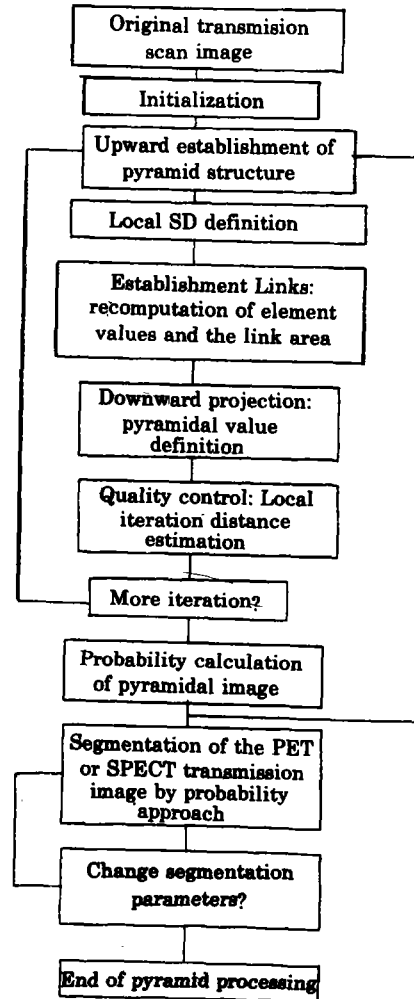 Original transmision
scan image
Initialization
Upward establishment of
pyramid structure
Local SD definition
Establishment Links:
recomputation of element
values and the link area
Downward projection:
pyramidal value
definition
Quality control: Local
iteration distance
estimation
More iteration?
Probability calculation
of pyramidal image
Segmentation of the PET
or SPECT transmission
image by probability
approach
Change segmentation
parameters?
End of pyramid processing